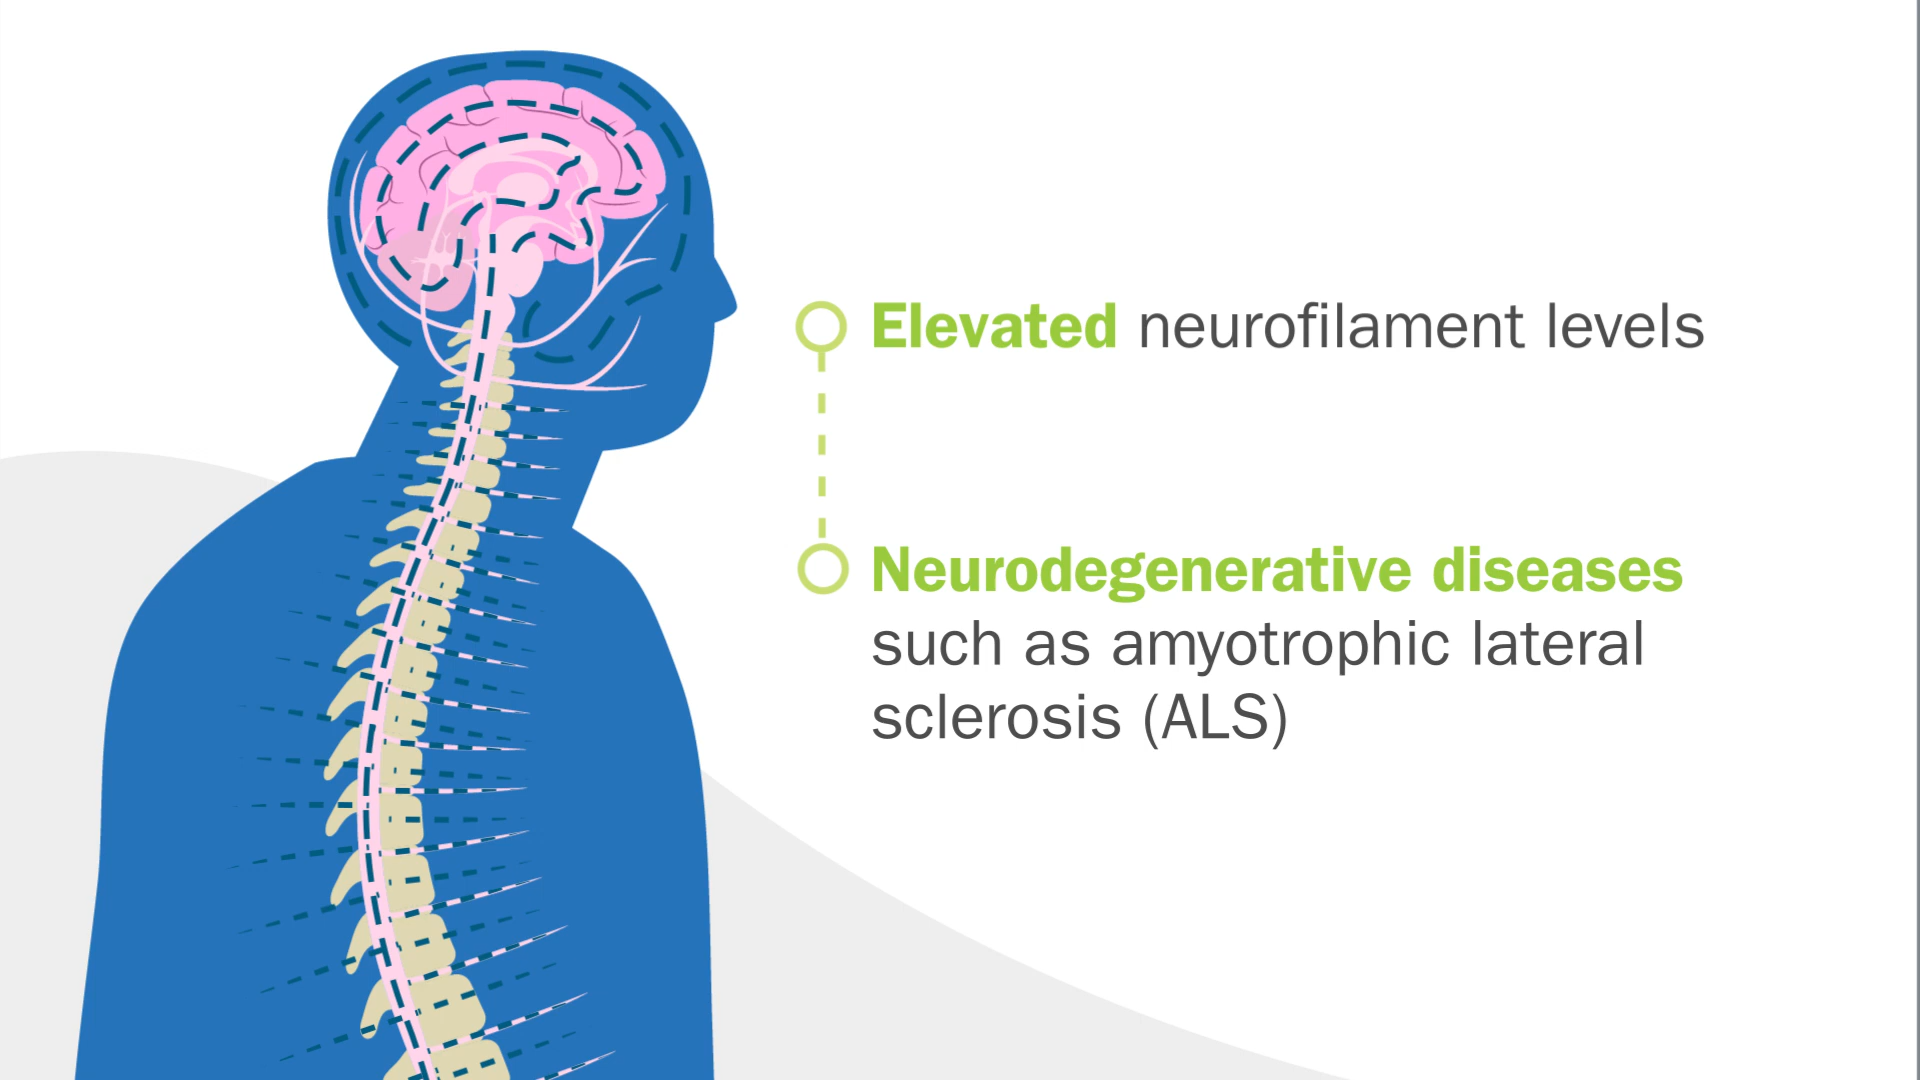 Elevated neurofilament levels
Neurodegenerative diseases
such as amyotrophic lateral
sclerosis (ALS)